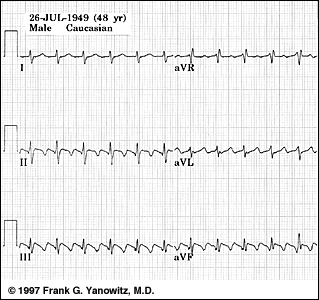 26-JUL-1949 (48 yr)
Male Caucasian
I
aVR
II
aVL
III
aVF
© 1997 Frank G. Yanowitz, M.D.